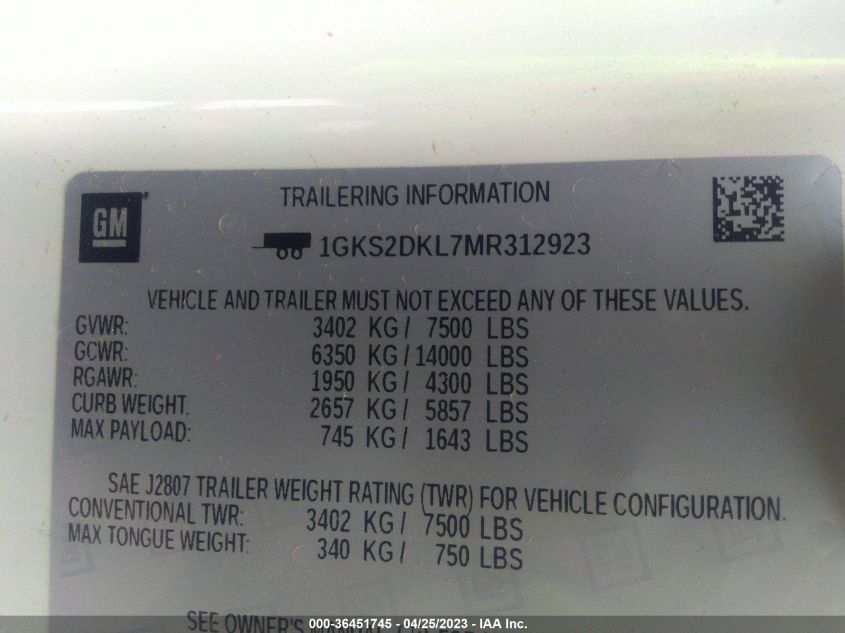 GM
TRAILERING INFORMATION
1GKS2DKL7MR312923
VEHICLE AND TRAILER MUST NOT EXCEED ANY OF THESE VALUES.
GVWR: 3402 KG / 7500 LBS
GCWR: 6350 KG / 14000 LBS
RGAWR: 1950 KG / 4300 LBS
CURB WEIGHT: 2657 KG / 5857 LBS
MAX PAYLOAD: 745 KG / 1643 LBS
SAE J2807 TRAILER WEIGHT RATING (TWR) FOR VEHICLE CONFIGURATION.
CONVENTIONAL TWR: 3402 KG / 7500 LBS
MAX TONGUE WEIGHT: 340 KG / 750 LBS
SEE OWNER'S
000-36451745 - 04/25/2023 - IAA Inc.